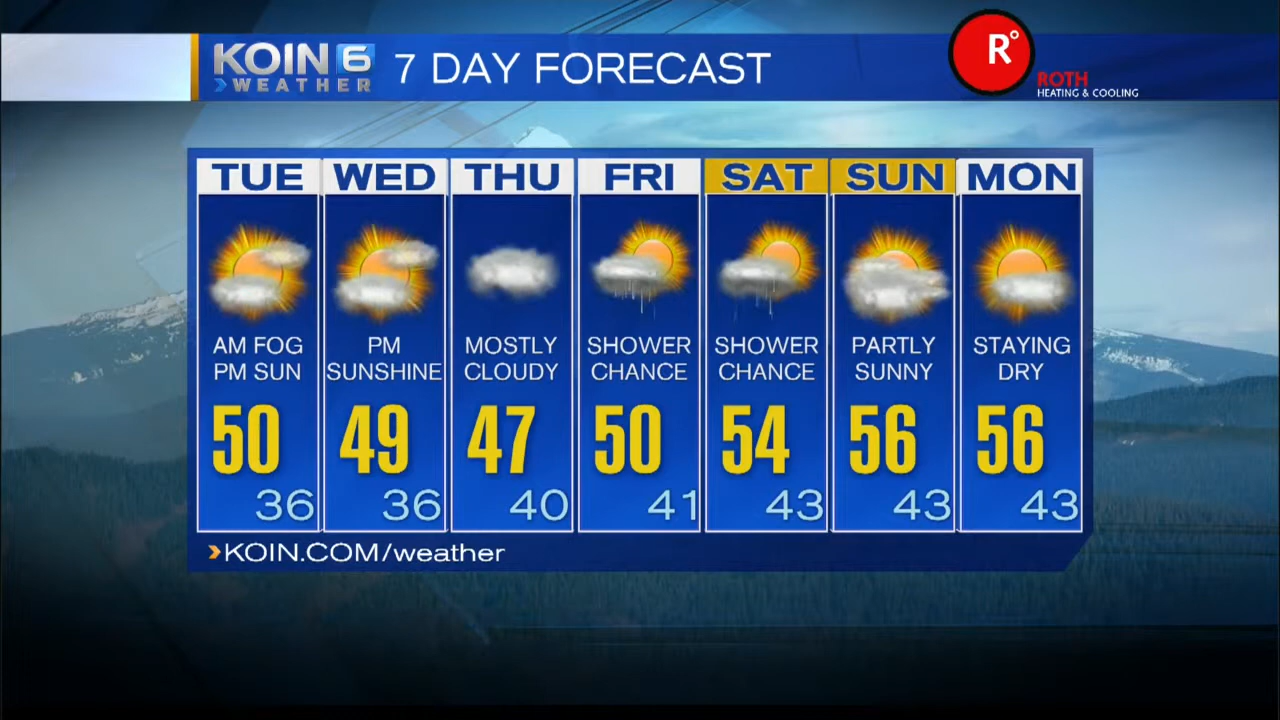 KOIN 6
WEATHER
7 DAY FORECAST
R°
ROTH
HEATING & COOLING
TUE WED THU FRI SAT SUN MON
AM FOG
PM SUN
PM
SUNSHINE
MOSTLY
CLOUDY
SHOWER
CHANCE
SHOWER
CHANCE
PARTLY
SUNNY
STAYING
DRY
50 49 47 50 54 56 56
36 36 40 41 43 43 43
KOIN.COM/weather